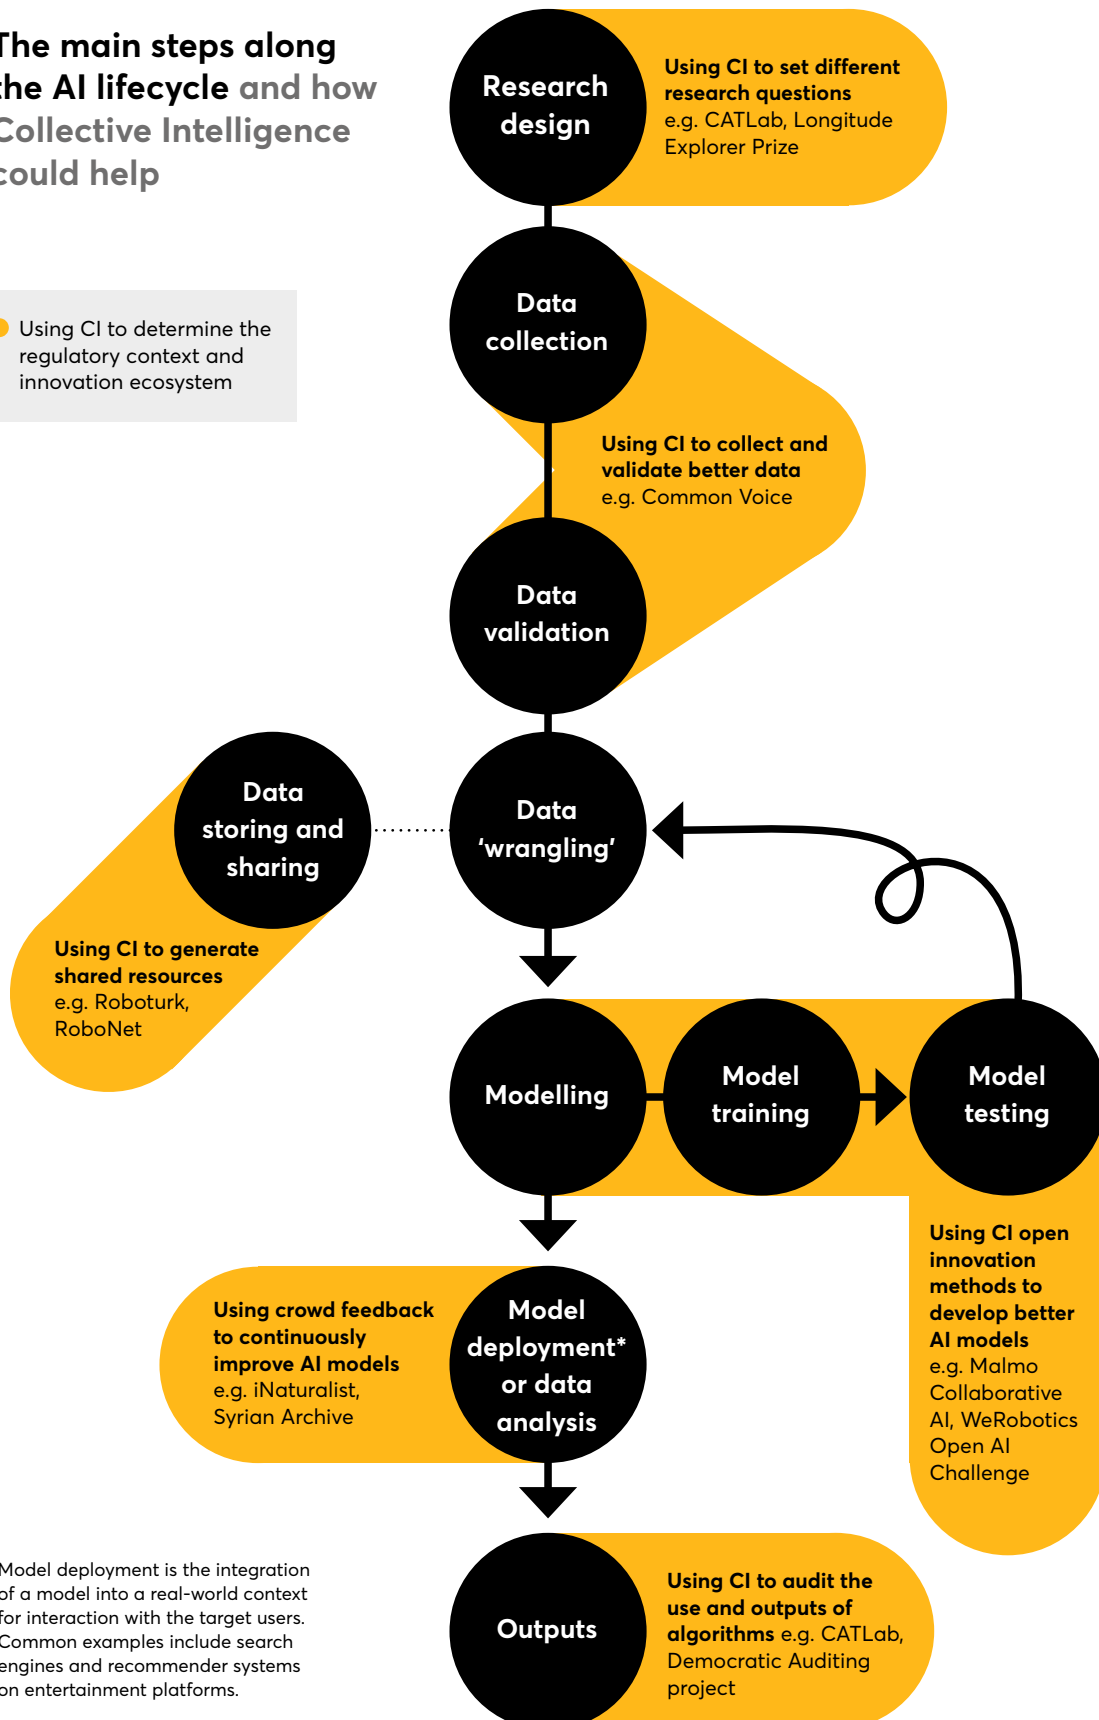 The main steps along
the AI lifecycle and how
Collective Intelligence
could help
Using CI to determine the
regulatory context and
innovation ecosystem
Research
design
Using CI to set different
research questions
e.g. CATLab, Longitude
Explorer Prize
Data
collection
Using CI to collect and
validate better data
e.g. Common Voice
Data
validation
Data
storing and
sharing
Data
‘wrangling’
Using CI to generate
shared resources
e.g. Roboturk,
RoboNet
Modelling
Model
training
Model
testing
Using CI open
innovation
methods to
develop better
AI models
e.g. Malmo
Collaborative
AI, WeRobotics
Open AI
Challenge
Using crowd feedback
to continuously
improve AI models
e.g. iNaturalist,
Syrian Archive
Model
deployment*
or data
analysis
Outputs
Using CI to audit the
use and outputs of
algorithms e.g. CATLab,
Democratic Auditing
project
Model deployment is the integration
of a model into a real-world context
for interaction with the target users.
Common examples include search
engines and recommender systems
on entertainment platforms.